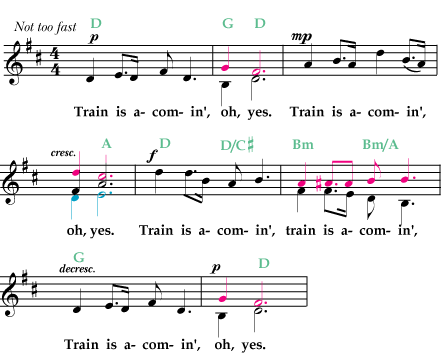 Not too fast D G D
4 4 p mp
Train is a- com- in', oh, yes. Train is a- com- in',
cresc. A f D D/C♯ Bm Bm/A
oh, yes. Train is a- com- in', train is a- com- in',
G
decresc. p D
Train is a- com- in', oh, yes.